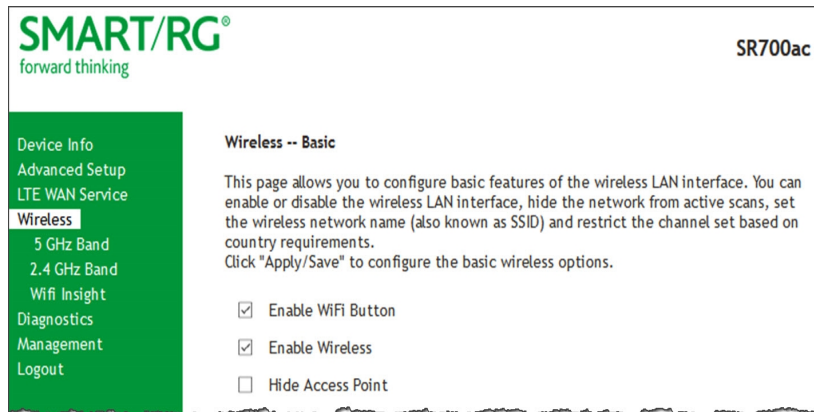 SMART/RG®
forward thinking
SR700ac
Device Info
Advanced Setup
LTE WAN Service
Wireless
5 GHz Band
2.4 GHz Band
Wifi Insight
Diagnostics
Management
Logout
Wireless -- Basic
This page allows you to configure basic features of the wireless LAN interface. You can
enable or disable the wireless LAN interface, hide the network from active scans, set
the wireless network name (also known as SSID) and restrict the channel set based on
country requirements.
Click "Apply/Save" to configure the basic wireless options.
Enable WiFi Button
Enable Wireless
Hide Access Point